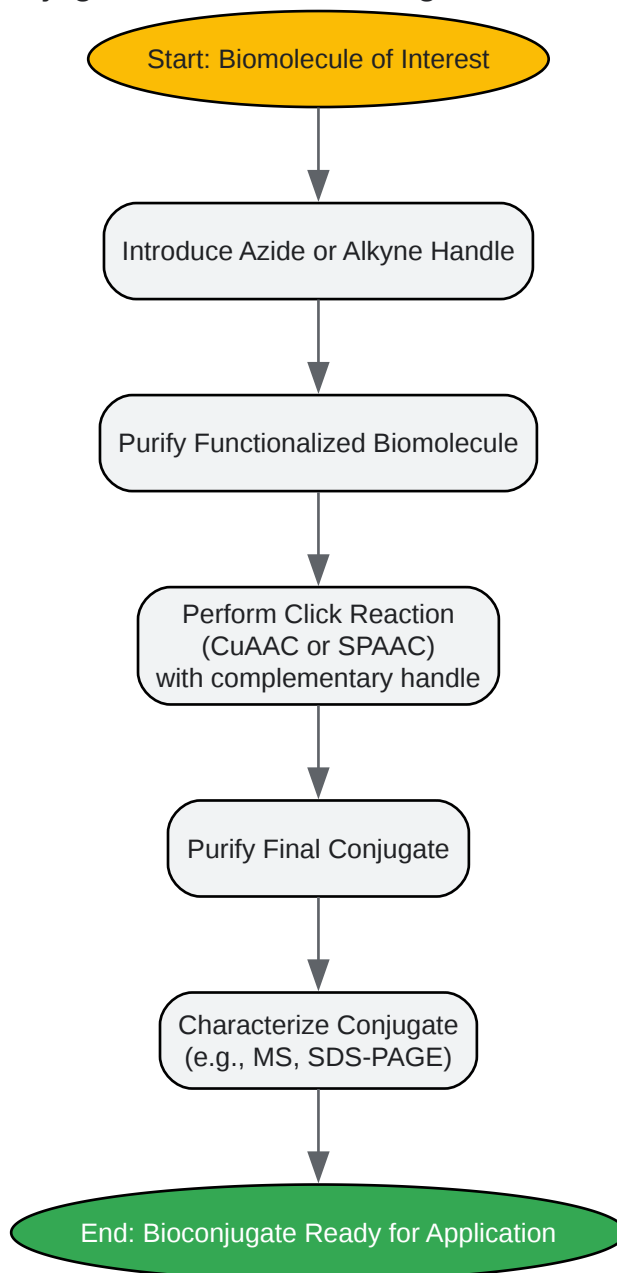 Start: Biomolecule of Interest
Introduce Azide or Alkyne Handle
Purify Functionalized Biomolecule
Perform Click Reaction
(CuAAC or SPAAC)
with complementary handle
Purify Final Conjugate
Characterize Conjugate
(e.g., MS, SDS-PAGE)
End: Bioconjugate Ready for Application